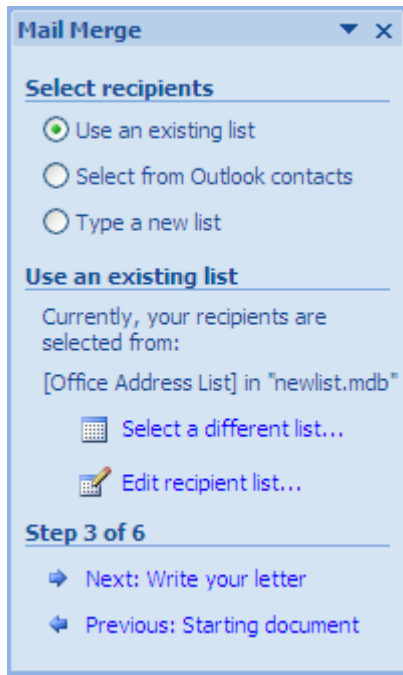 Mail Merge
Select recipients
Use an existing list
Select from Outlook contacts
Type a new list
Use an existing list
Currently, your recipients are
selected from:
[Office Address List] in "newlist.mdb"
Select a different list...
Edit recipient list...
Step 3 of 6
Next: Write your letter
Previous: Starting document